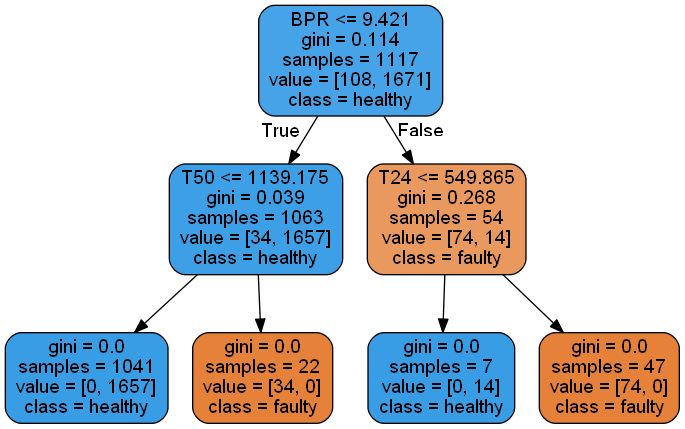 BPR <= 9.421
gini = 0.114
samples = 1117
value = [108, 1671]
class = healthy
True
False
T50 <= 1139.175
gini = 0.039
samples = 1063
value = [34, 1657]
class = healthy
T24 <= 549.865
gini = 0.268
samples = 54
value = [74, 14]
class = faulty
gini = 0.0
samples = 1041
value = [0, 1657]
class = healthy
gini = 0.0
samples = 22
value = [34, 0]
class = faulty
gini = 0.0
samples = 7
value = [0, 14]
class = healthy
gini = 0.0
samples = 47
value = [74, 0]
class = faulty